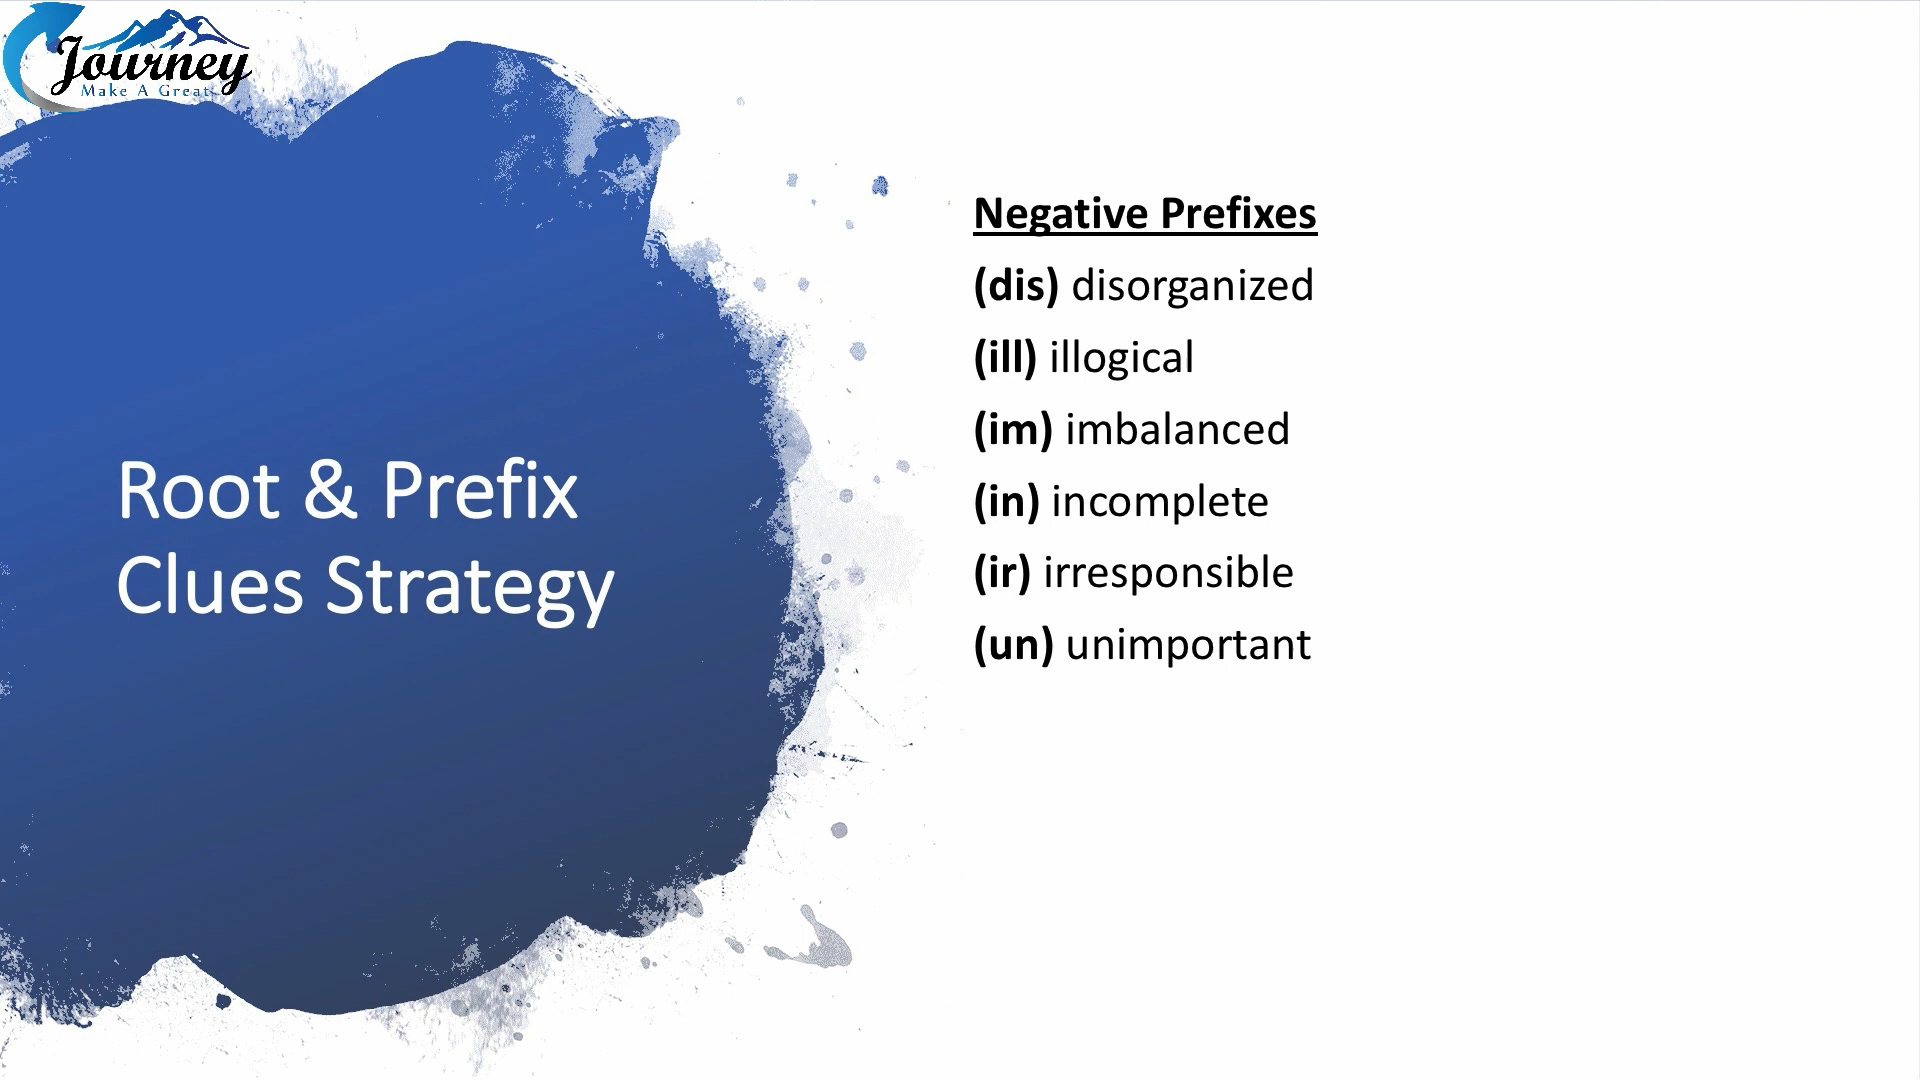 Journey
Make A Great
Root & Prefix
Clues Strategy
Negative Prefixes
(dis) disorganized
(ill) illogical
(im) imbalanced
(in) incomplete
(ir) irresponsible
(un) unimportant